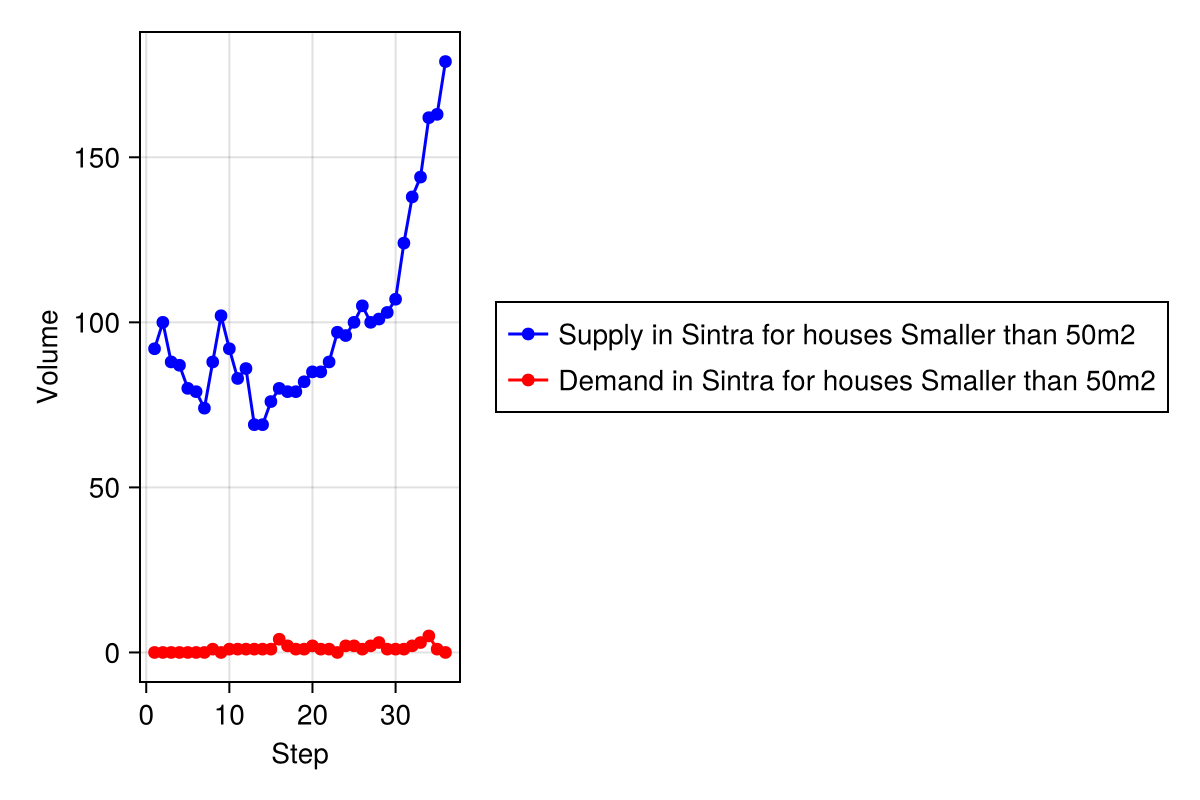 150
100
50
0
Volume
0 10 20 30
Step
Supply in Sintra for houses Smaller than 50m2
Demand in Sintra for houses Smaller than 50m2